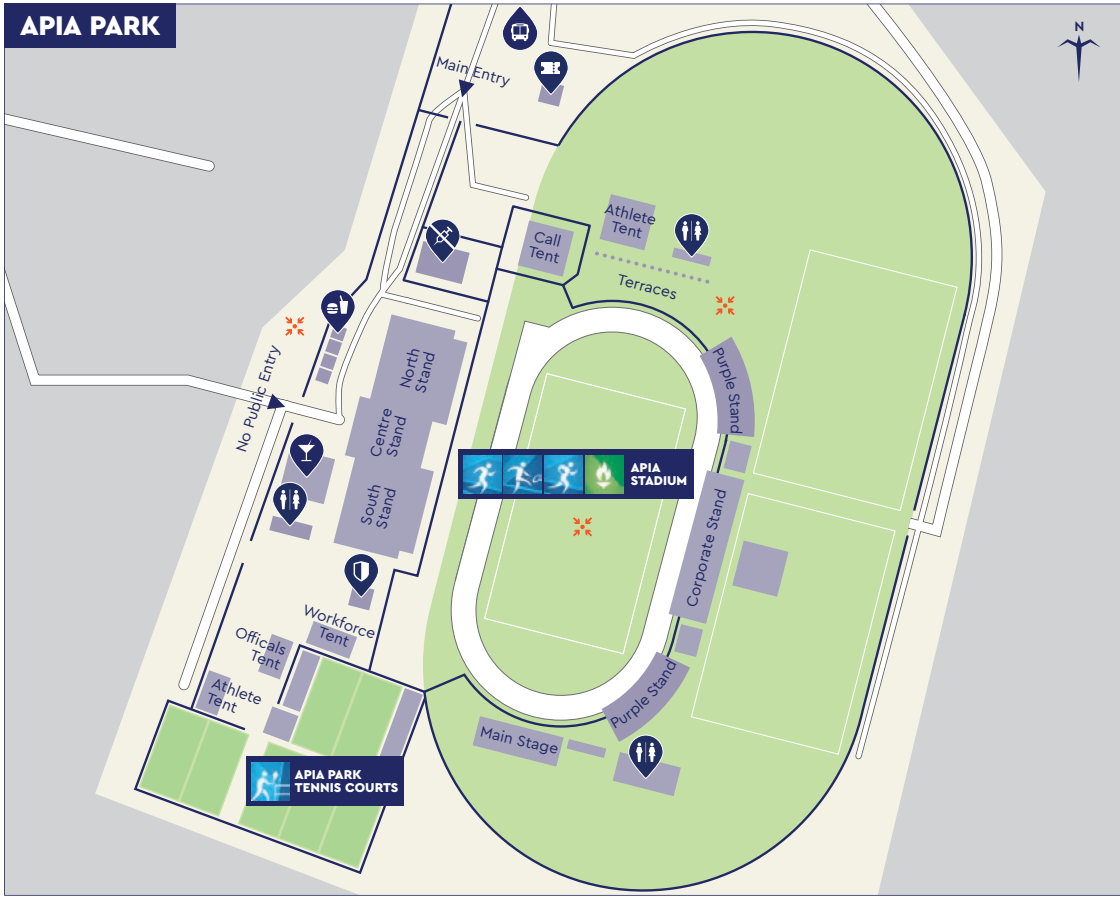 APIA PARK
N
Main Entry
Athlete
Tent
Call
Tent
Terraces
North
Stand
Purple Stand
No Public Entry
Centre
Stand
APIA
STADIUM
South
Stand
Corporate Stand
Workforce
Tent
Officals
Tent
Athlete
Tent
Purple Stand
Main Stage
APIA PARK
TENNIS COURTS